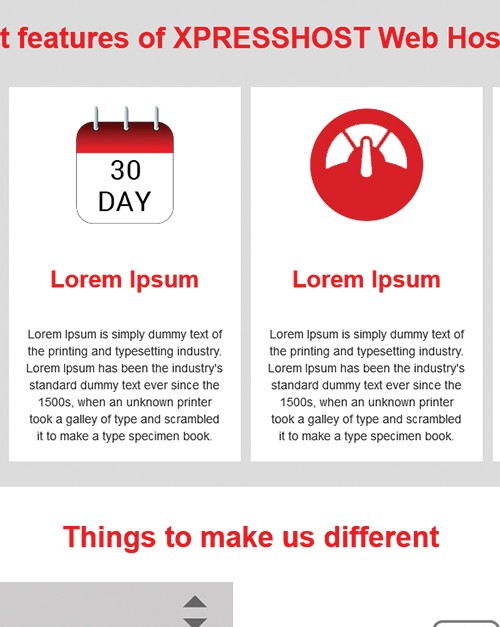 t features of XPRESSHOST Web Hos
30
DAY
Lorem Ipsum
Lorem Ipsum is simply dummy text of
the printing and typesetting industry.
Lorem Ipsum has been the industry's
standard dummy text ever since the
1500s, when an unknown printer
took a galley of type and scrambled
it to make a type specimen book.
Lorem Ipsum
Lorem Ipsum is simply dummy text of
the printing and typesetting industry.
Lorem Ipsum has been the industry's
standard dummy text ever since the
1500s, when an unknown printer
took a galley of type and scrambled
it to make a type specimen book.
Things to make us different